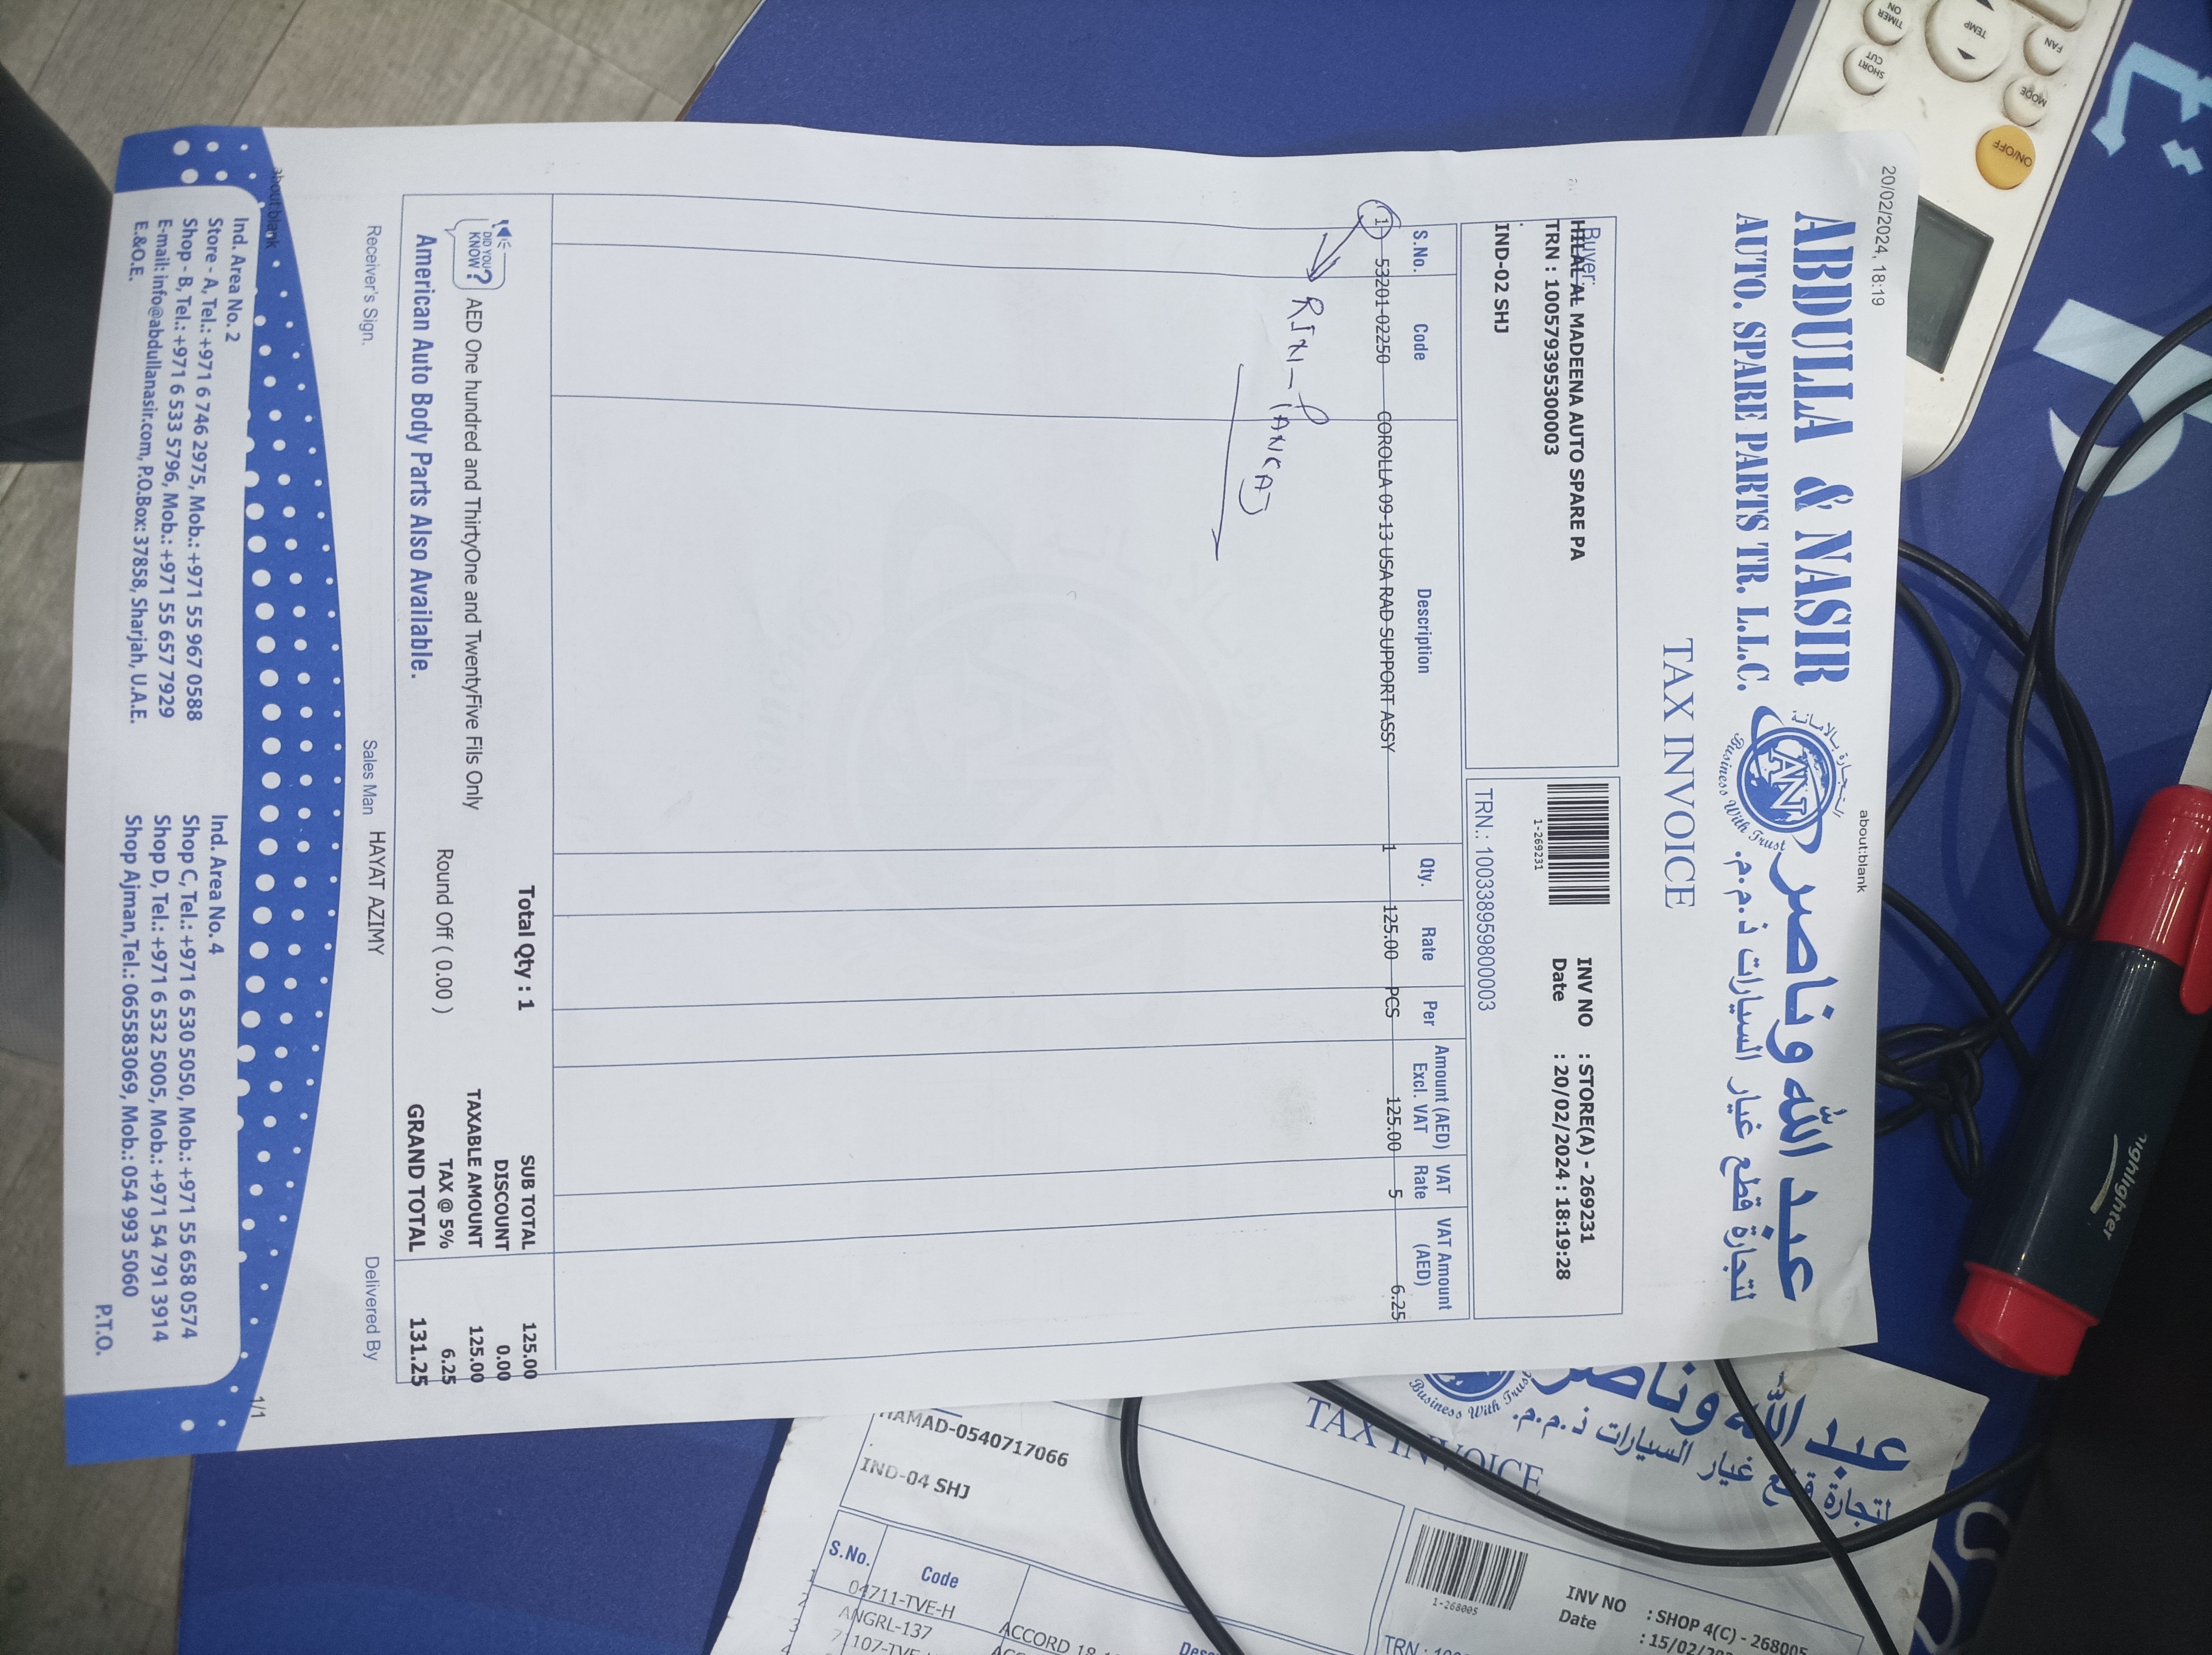 20/02/2024, 18:19
about:blank
ABDULLA & NASIR
AUTO. SPARE PARTS TR. L.L.C.
عبد الله وناصر
لتجارة قطع غيار السيارات ذ.م.م.
التجارة بالامانة
AN
Business With Trust
TAX INVOICE
Buyer:
HILAL AL MADEENA AUTO SPARE PA
TRN : 100579395300003
IND-02 SHJ
1-269231
INV NO : STORE(A) - 269231
Date : 20/02/2024 : 18:19:28
TRN.: 100338959800003
S.No. Code Description Qty. Rate Per Amount (AED) Excl. VAT VAT Rate VAT Amount (AED)
1 53201-02250 COROLLA 09-13 USA RAD SUPPORT ASSY 1 125.00 PCS 125.00 5 6.25
Total Qty : 1
SUB TOTAL 125.00
DISCOUNT 0.00
TAXABLE AMOUNT 125.00
TAX @ 5% 6.25
GRAND TOTAL 131.25
DID YOU KNOW?
AED One hundred and ThirtyOne and TwentyFive Fils Only
Round Off ( 0.00 )
American Auto Body Parts Also Available.
Receiver's Sign.
Sales Man HAYAT AZIMY
Delivered By
about:blank
1/1
Ind. Area No. 2
Store - A, Tel.: +971 6 746 2975, Mob.: +971 55 967 0588
Shop - B, Tel.: +971 6 533 5796, Mob.: +971 55 657 7929
E-mail: info@abdullanasir.com, P.O.Box: 37858, Sharjah, U.A.E.
E.&O.E.
Ind. Area No. 4
Shop C, Tel.: +971 6 530 5050, Mob.: +971 55 658 0574
Shop D, Tel.: +971 6 532 5005, Mob.: +971 54 791 3914
Shop Ajman, Tel.: 065583069, Mob.: 054 993 5060
P.T.O.
TIMER ON
TEMP
FAN
SHORT CUT
MODE
ON/OFF
highlighter
عبد الله وناصر
لتجارة قطع غيار السيارات ذ.م.م.
Business With Trust
TAX INVOICE
HAMAD-0540717066
IND-04 SHJ
1-268005
INV NO : SHOP 4(C) - 268005
Date : 15/02/
TRN :
S.No. Code
1 04711-TVE-H ACCORD 18
2 ANGRL-137
3